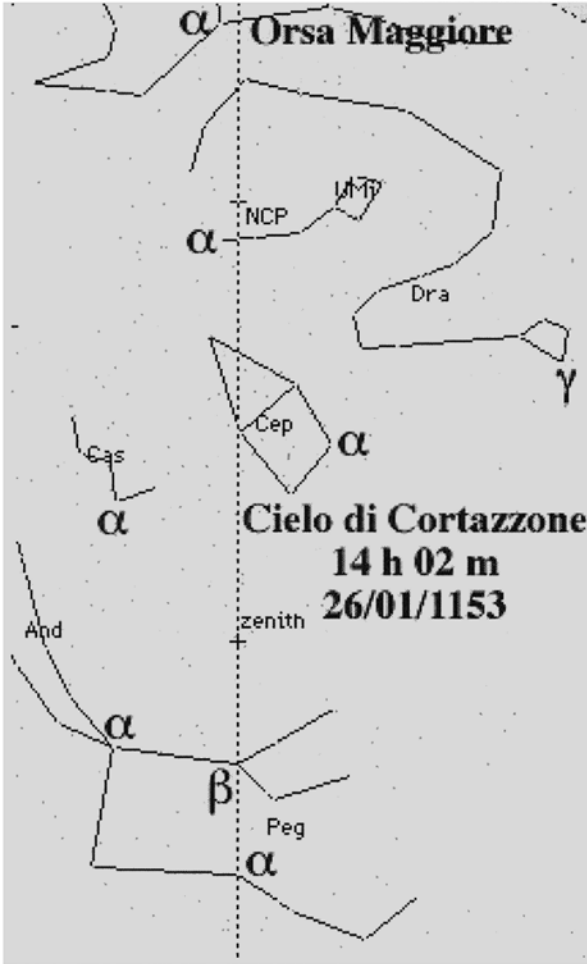 α Orsa Maggiore
UMi
NCP
α
Dra
γ
Cep
α
Cas
α
Cielo di Cortazzone
14 h 02 m
26/01/1153
zenith
And
α
β
Peg
α